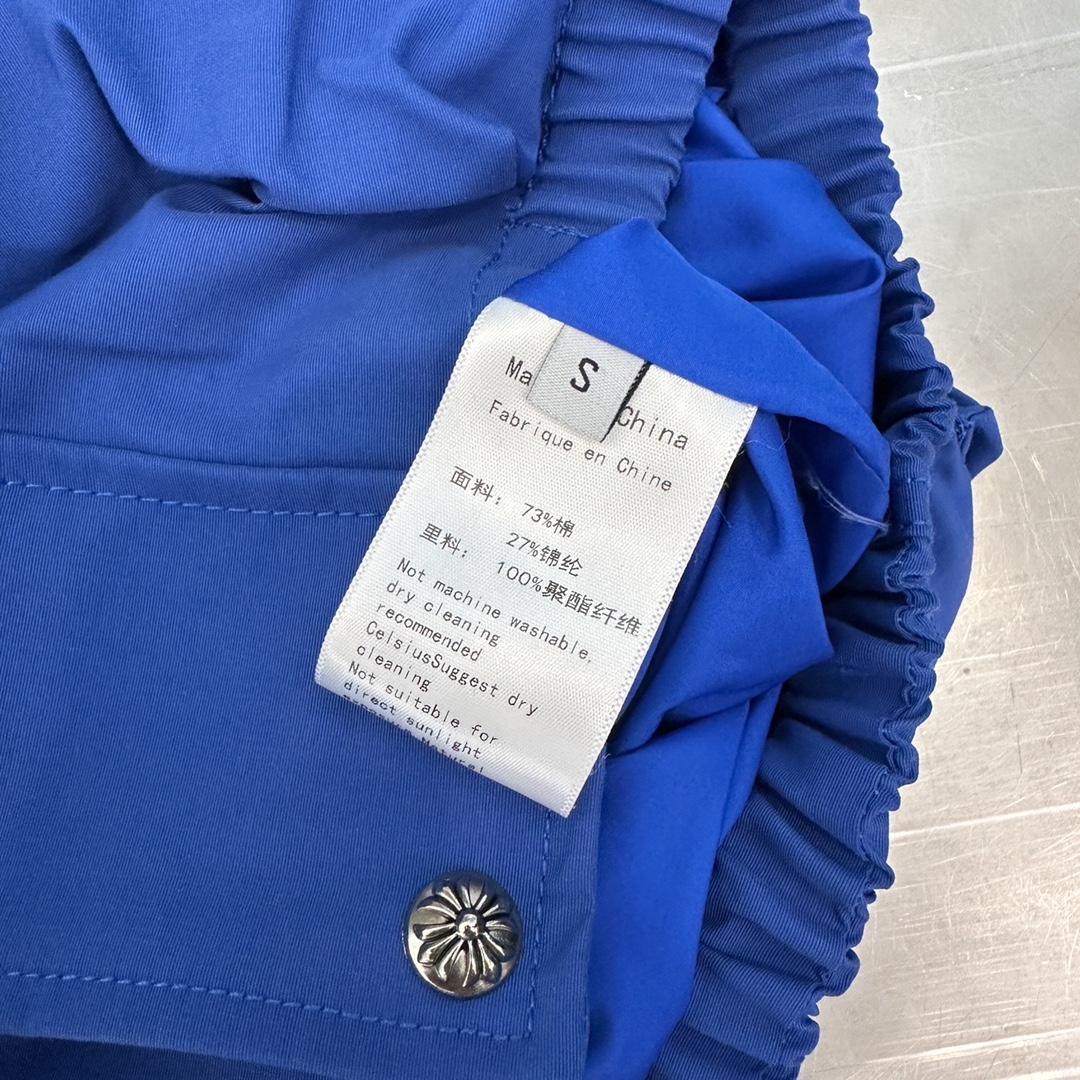 S
Ma China
Fabrique en Chine
面料: 73%棉
27%锦纶
里料: 100%聚酯纤维
Not machine washable,
dry cleaning
recommended
CelsiusSuggest dry
cleaning
Not suitable for
direct sunlight